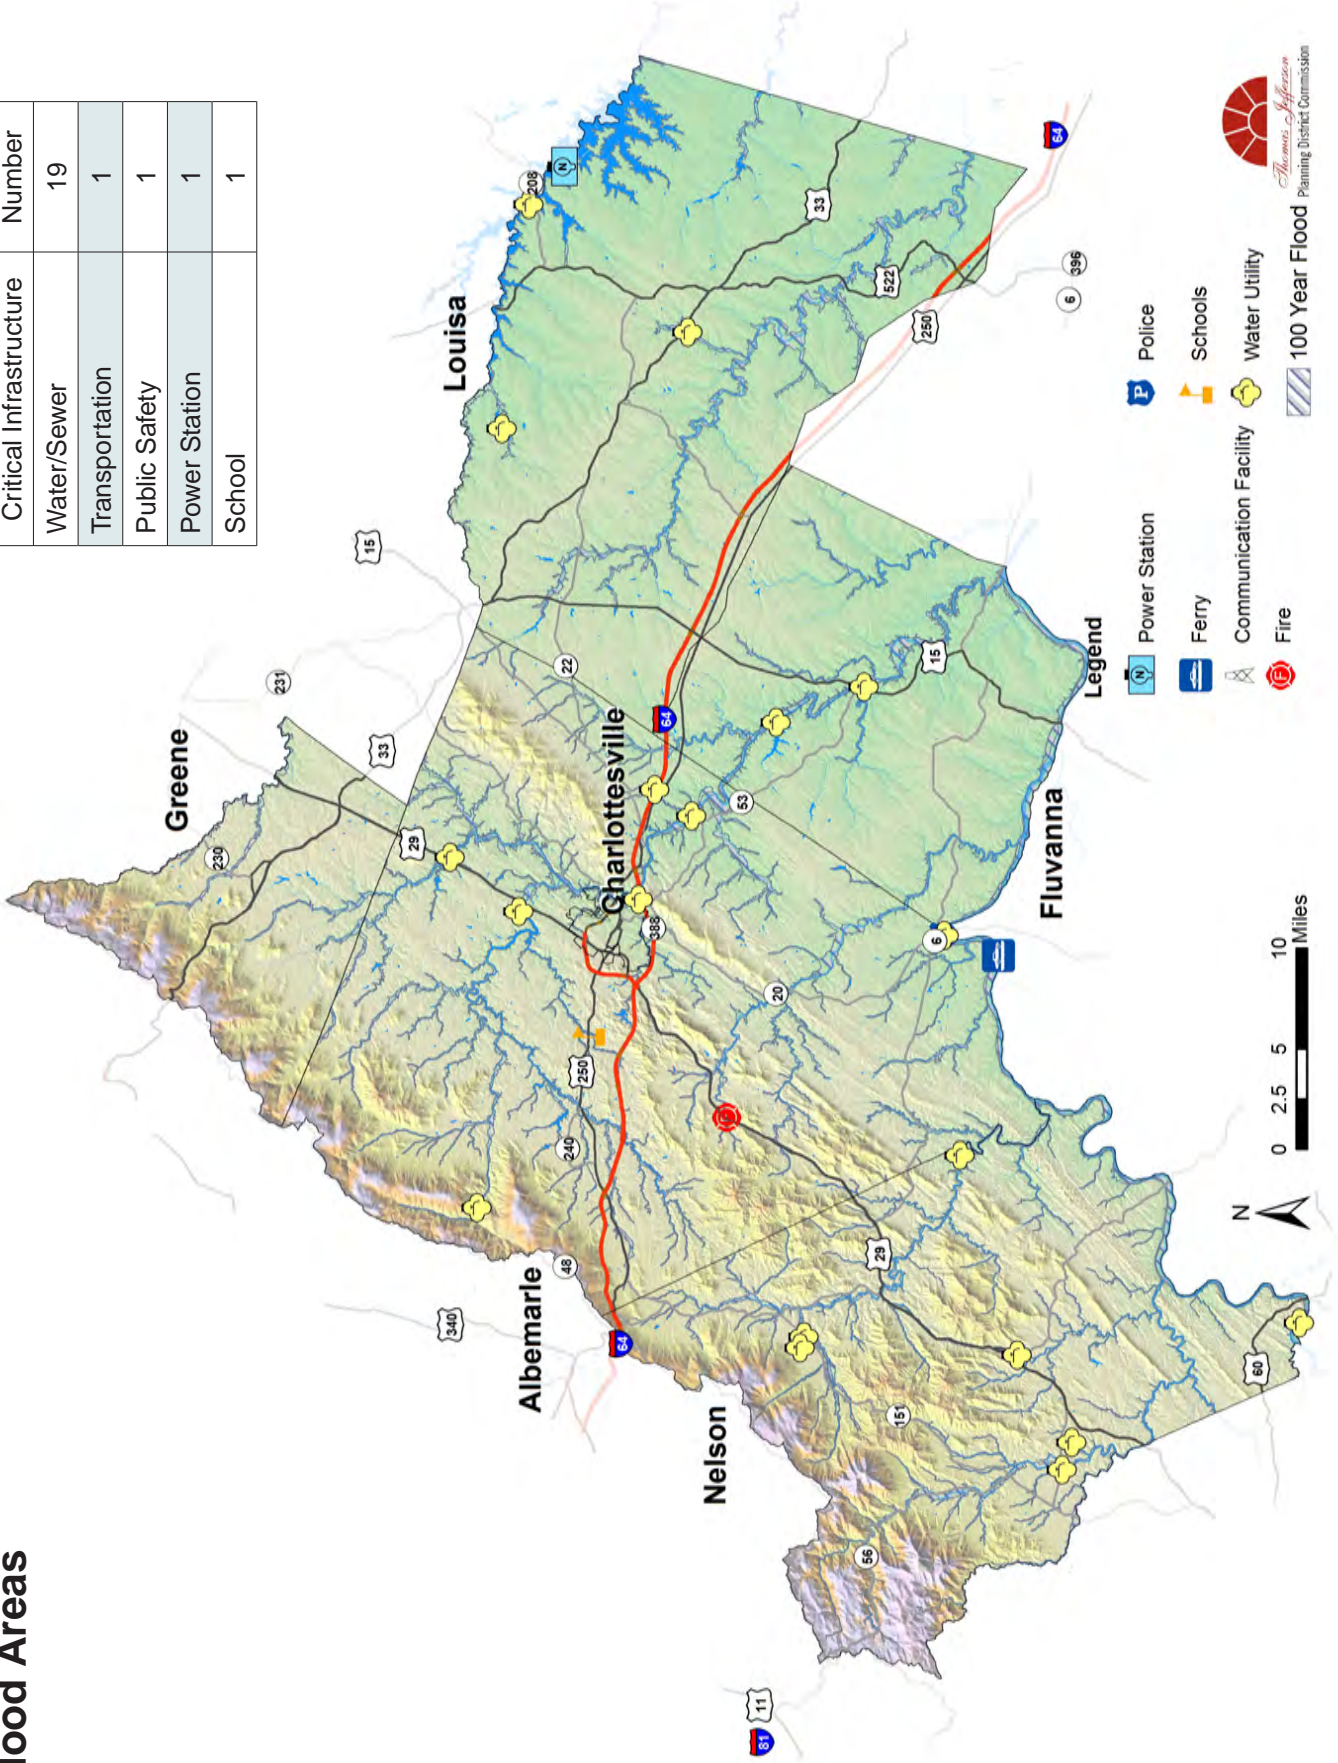 lood Areas
Critical Infrastructure Number
Water/Sewer 19
Transportation 1
Public Safety 1
Power Station 1
School 1
Greene
Louisa
Albemarle
Charlottesville
Nelson
Fluvanna
231
15
33
230
29
208
N
340
48
240
250
22
64
33
64
388
53
522
250
64
6
396
20
6
15
29
151
56
60
81
11
N
0 2.5 5 10
Miles
Legend
N Power Station
Ferry
Communication Facility
F Fire
P Police
Schools
Water Utility
100 Year Flood
Thomas Jefferson
Planning District Commission